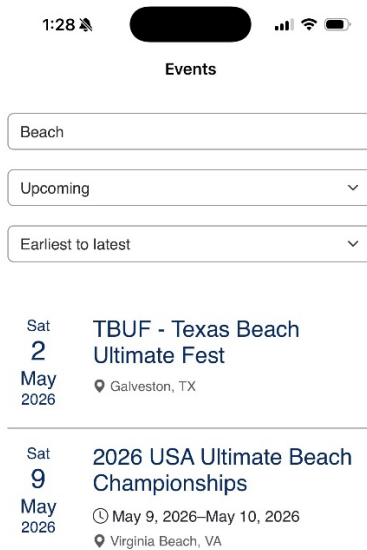 1:28
Events
Beach
Upcoming
Earliest to latest
Sat
2
May
2026
TBUF - Texas Beach
Ultimate Fest
Galveston, TX
Sat
9
May
2026
2026 USA Ultimate Beach
Championships
May 9, 2026–May 10, 2026
Virginia Beach, VA